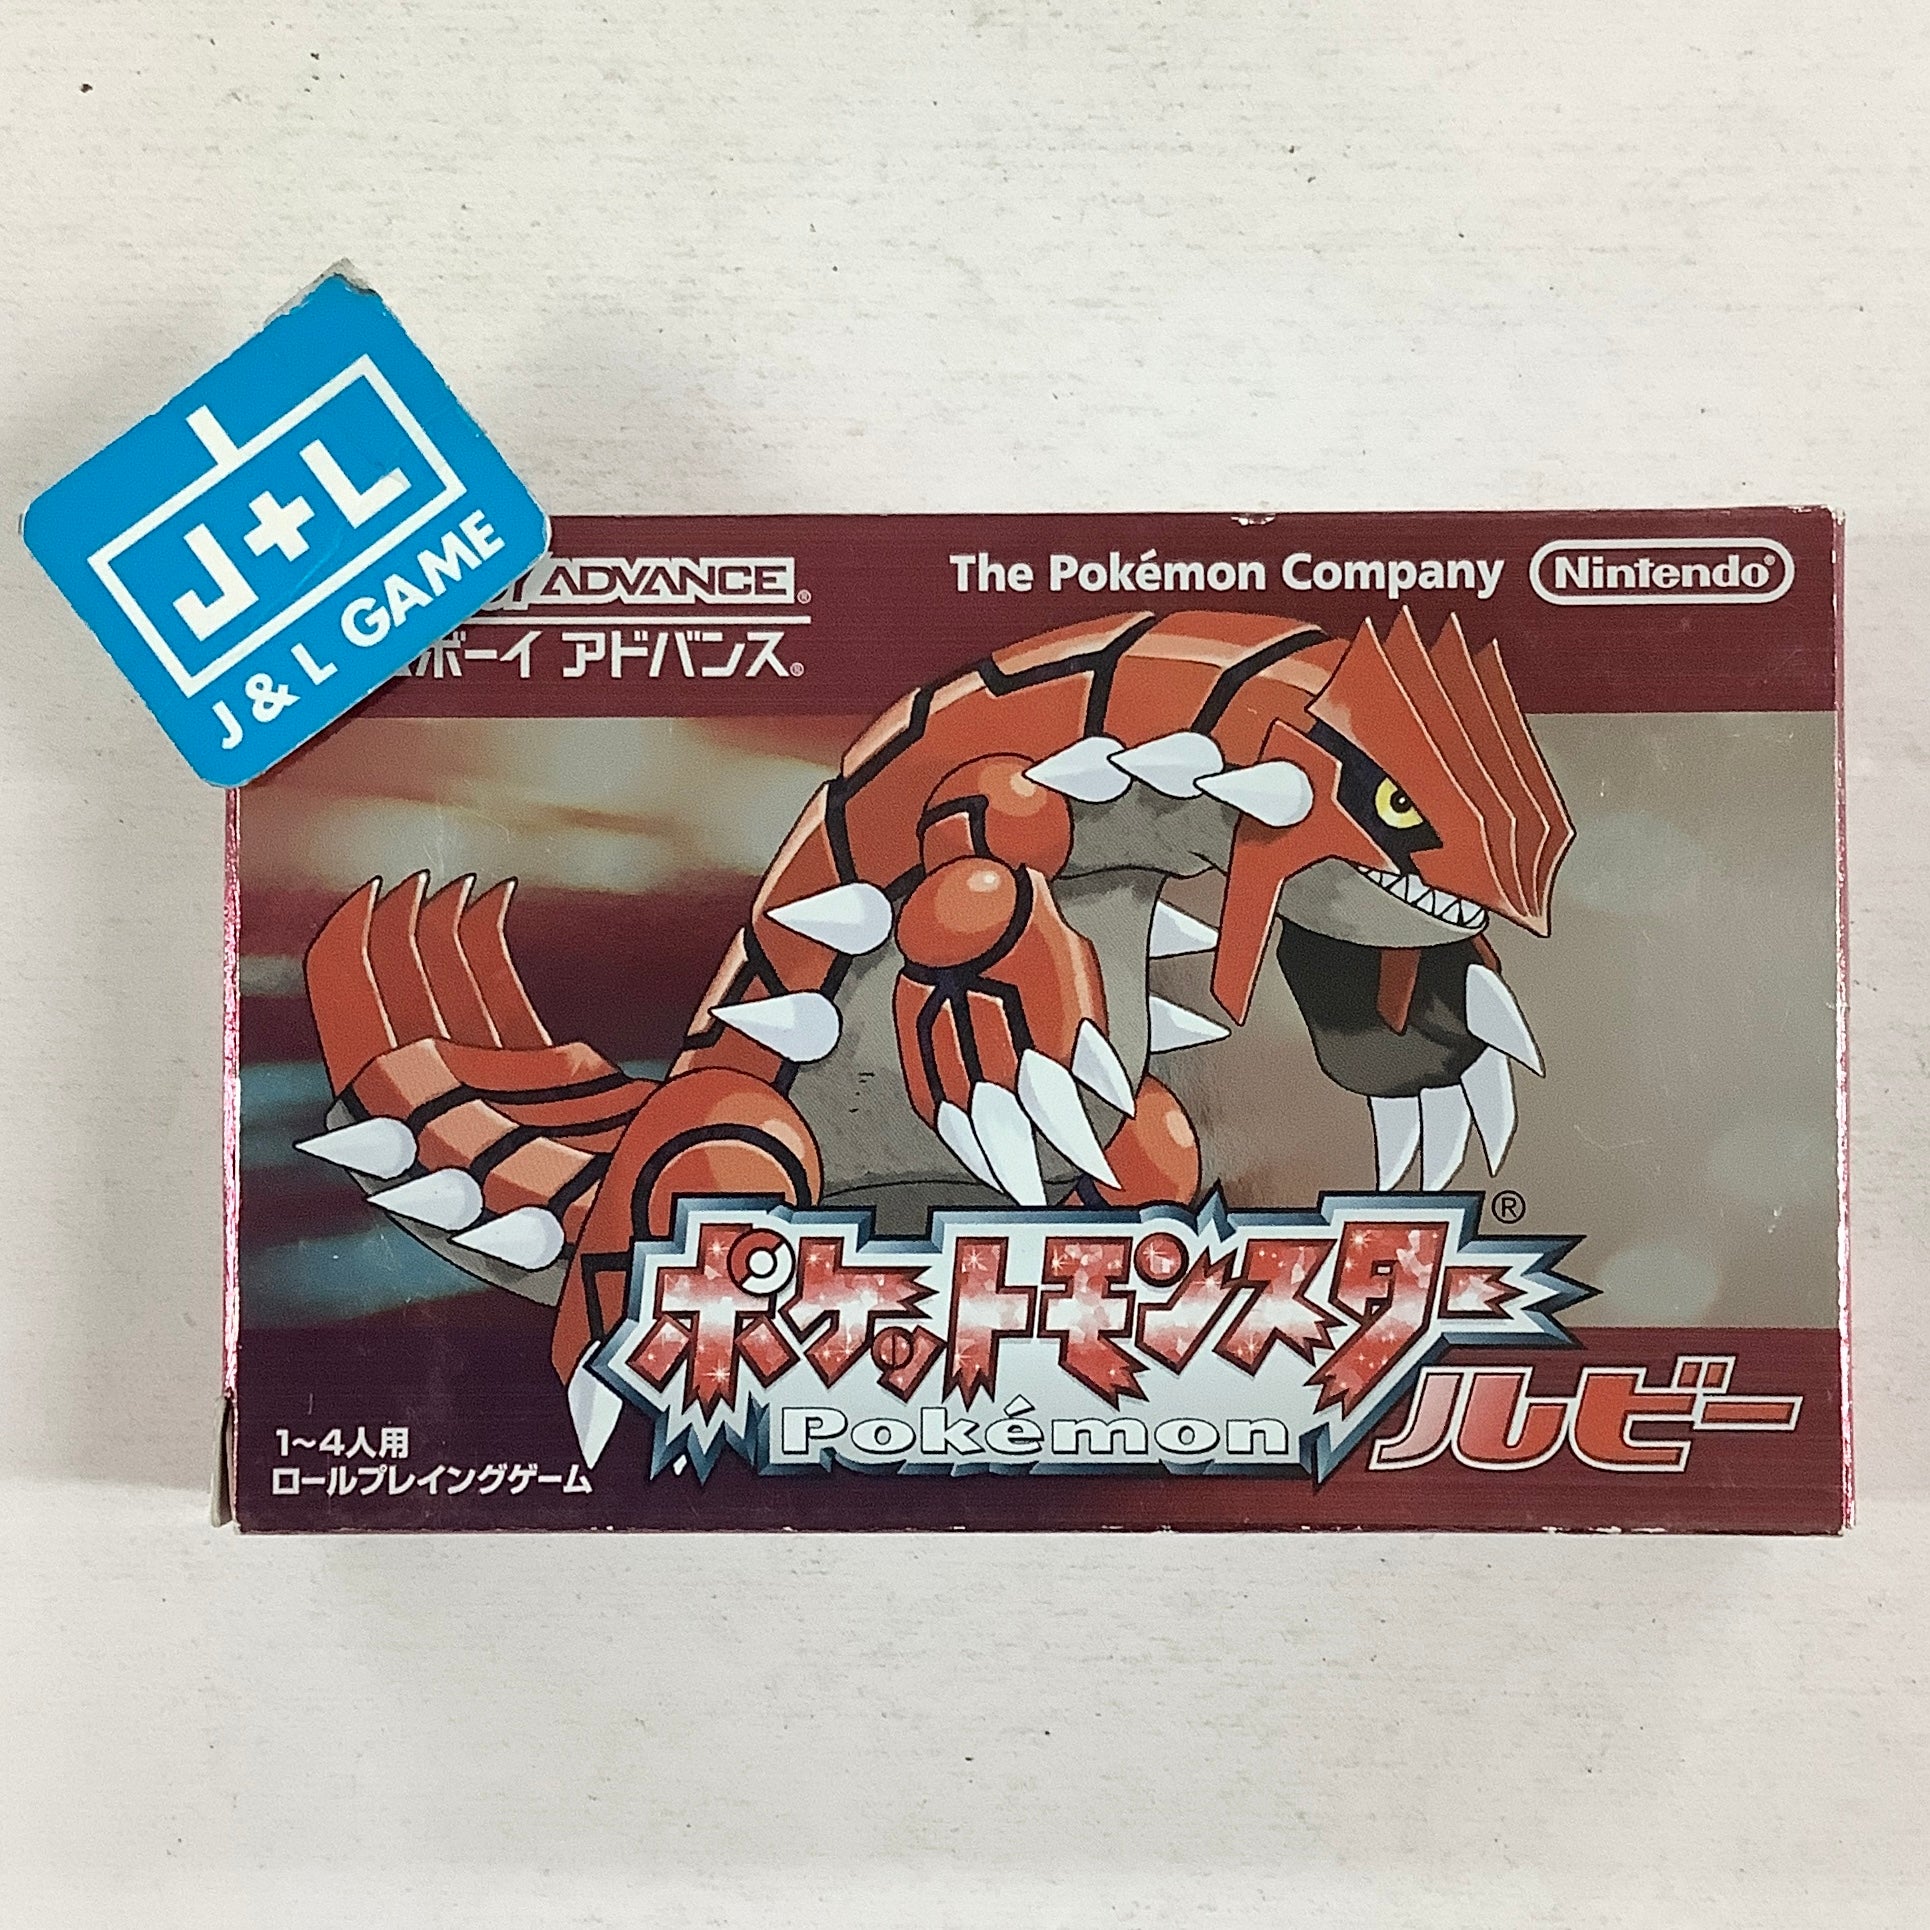 J+L
J & L GAME
ADVANCE®
ボーイ アドバンス®
The Pokémon Company
Nintendo®
ポケットモンスター®
Pokémon
ルビー
1~4人用
ロールプレイングゲーム